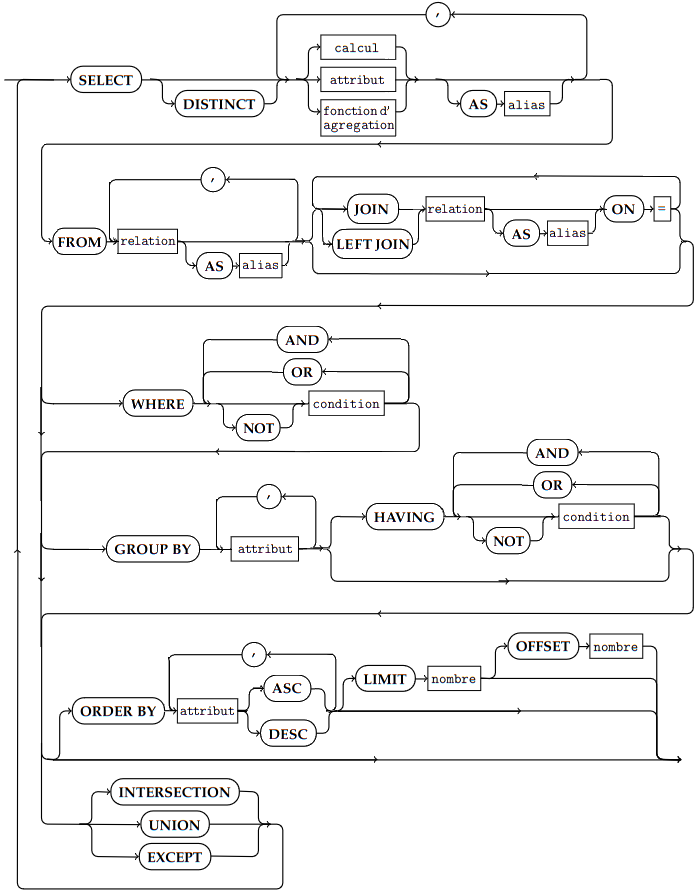 ,
calcul
SELECT
attribut
DISTINCT
AS
alias
fonction d'
agregation
,
JOIN
relation
ON
=
FROM
relation
LEFT JOIN
AS
alias
AS
alias
AND
OR
WHERE
condition
NOT
AND
OR
,
HAVING
condition
GROUP BY
attribut
NOT
,
OFFSET
nombre
ASC
LIMIT
nombre
ORDER BY
attribut
DESC
INTERSECTION
UNION
EXCEPT